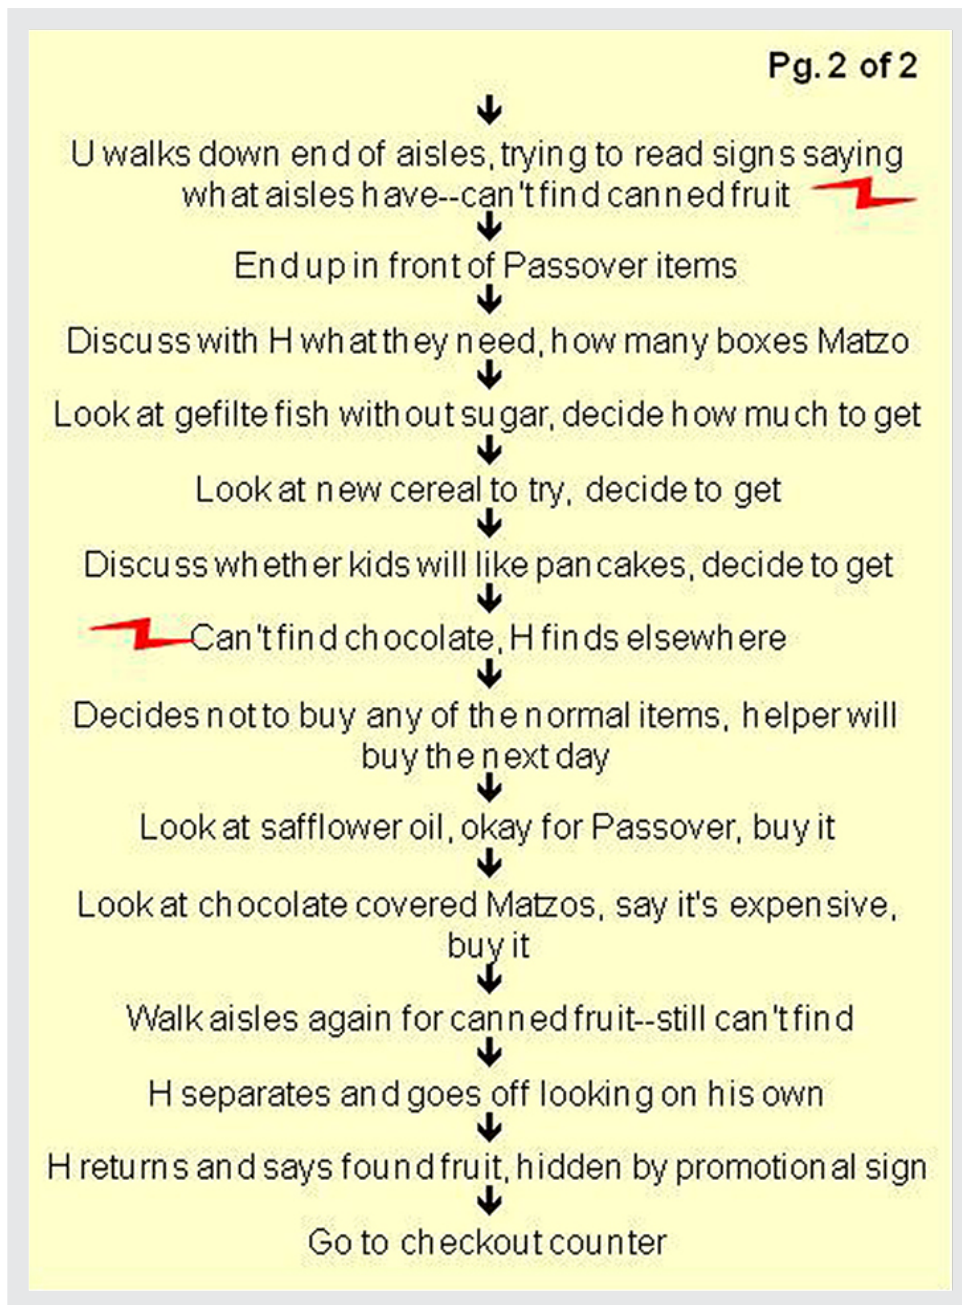 Pg. 2 of 2
U walks down end of aisles, trying to read signs saying
what aisles have--can't find canned fruit
End up in front of Passover items
Discuss with H what they need, how many boxes Matzo
Look at gefilte fish without sugar, decide how much to get
Look at new cereal to try, decide to get
Discuss whether kids will like pancakes, decide to get
Can't find chocolate, H finds elsewhere
Decides not to buy any of the normal items, helper will
buy the next day
Look at safflower oil, okay for Passover, buy it
Look at chocolate covered Matzos, say it's expensive,
buy it
Walk aisles again for canned fruit--still can't find
H separates and goes off looking on his own
H returns and says found fruit, hidden by promotional sign
Go to checkout counter